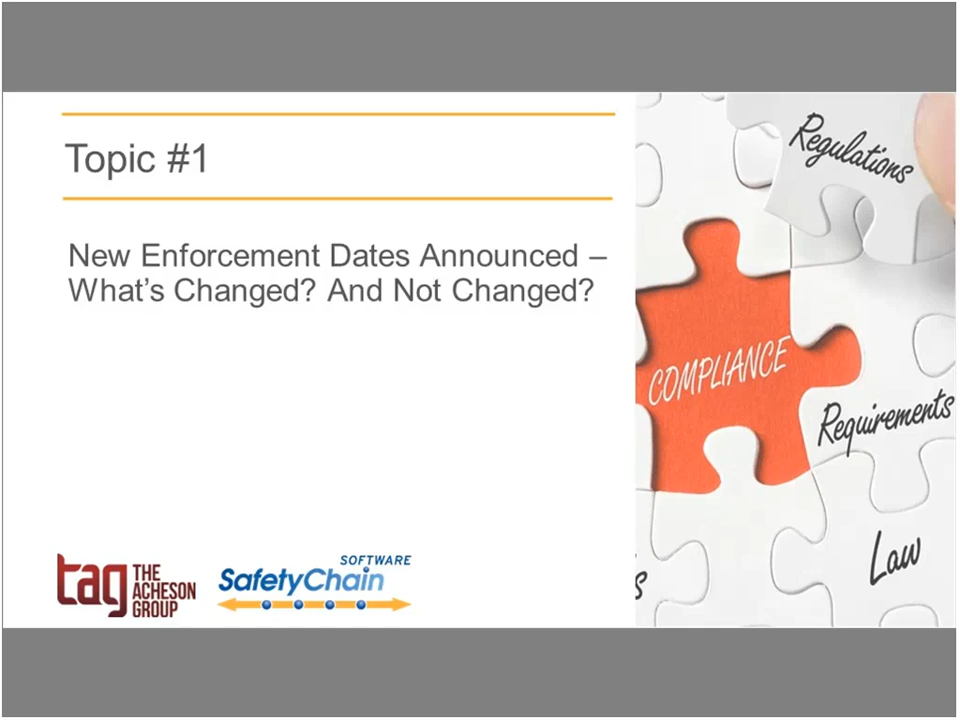 Topic #1
New Enforcement Dates Announced –
What's Changed? And Not Changed?
Regulations
COMPLIANCE
Requirements
Law
s
tag THE
ACHESON
GROUP
SOFTWARE
SafetyChain